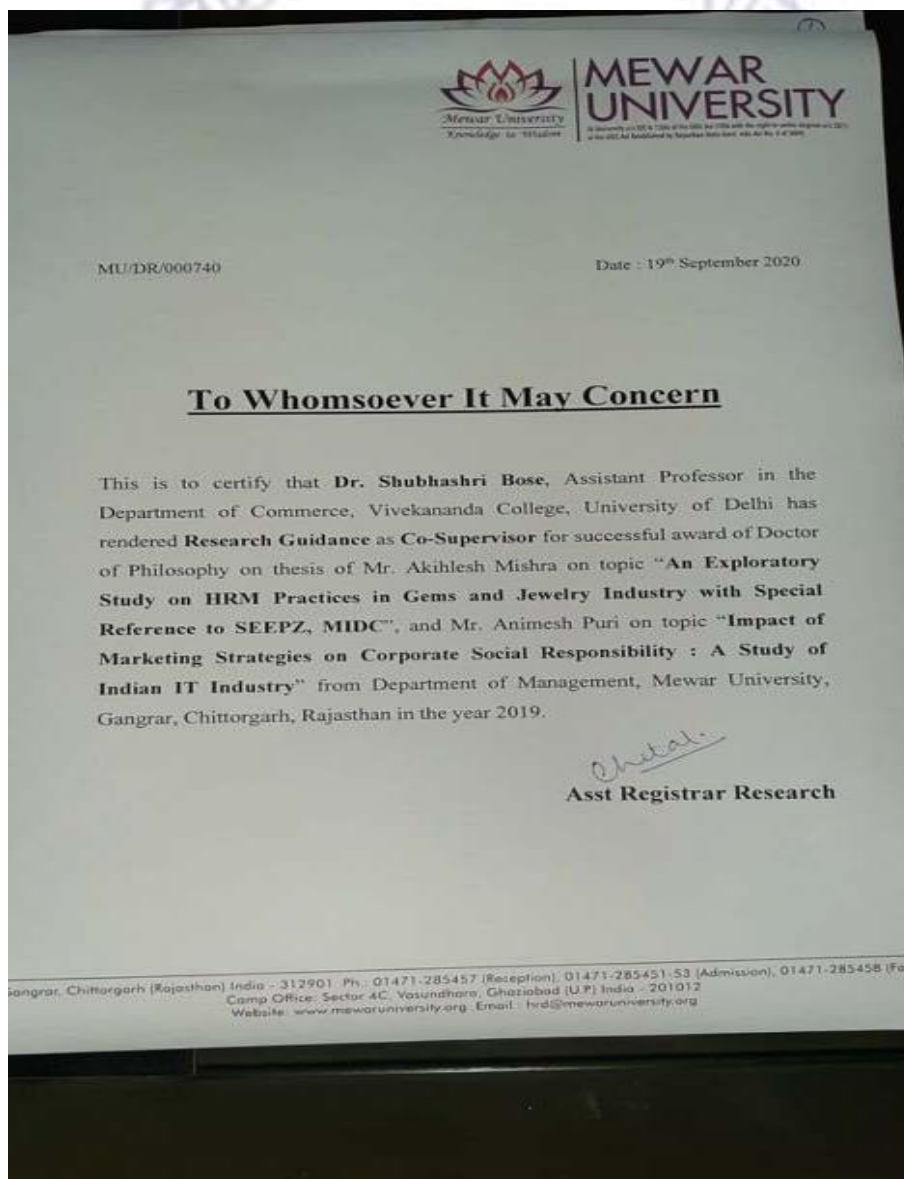 Mewar University
Knowledge to Wisdom
MEWAR
UNIVERSITY
MU/DR/000740
Date : 19th September 2020
To Whomsoever It May Concern
This is to certify that Dr. Shubhashri Bose, Assistant Professor in the
Department of Commerce, Vivekananda College, University of Delhi has
rendered Research Guidance as Co-Supervisor for successful award of Doctor
of Philosophy on thesis of Mr. Akihlesh Mishra on topic “An Exploratory
Study on HRM Practices in Gems and Jewelry Industry with Special
Reference to SEEPZ, MIDC”, and Mr. Animesh Puri on topic “Impact of
Marketing Strategies on Corporate Social Responsibility : A Study of
Indian IT Industry” from Department of Management, Mewar University,
Gangrar, Chittorgarh, Rajasthan in the year 2019.
Asst Registrar Research
Gangrar, Chittorgarh (Rajasthan) India - 312901 Ph.: 01471-285457 (Reception), 01471-285451-53 (Admission), 01471-285458
Camp Office: Sector 4C, Vasundhara, Ghaziabad (U.P) India - 201012
Website: www.mewaruniversity.org Email : hrd@mewaruniversity.org